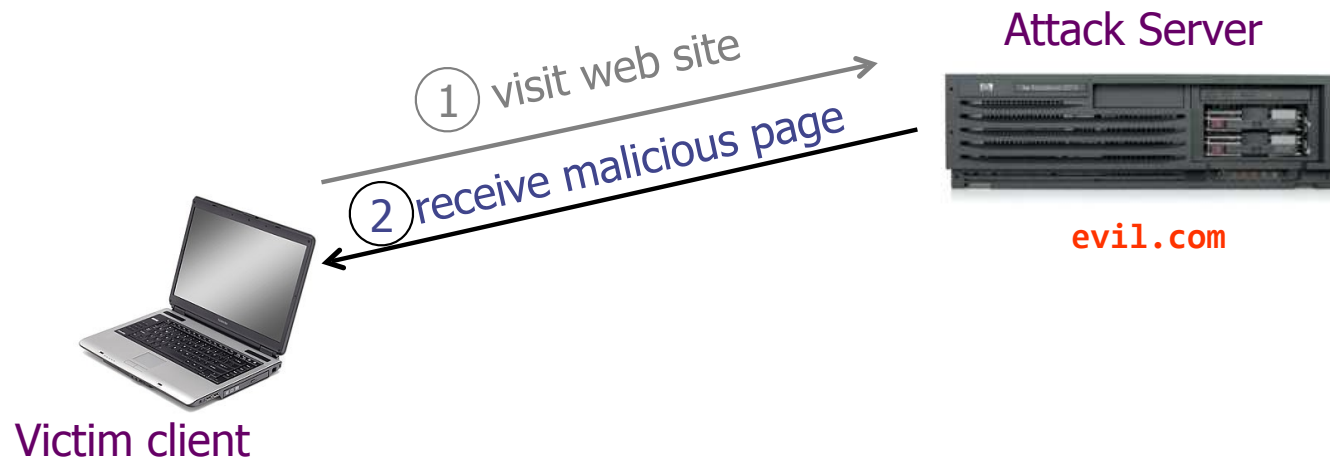 Attack Server
1 visit web site
2 receive malicious page
evil.com
Victim client